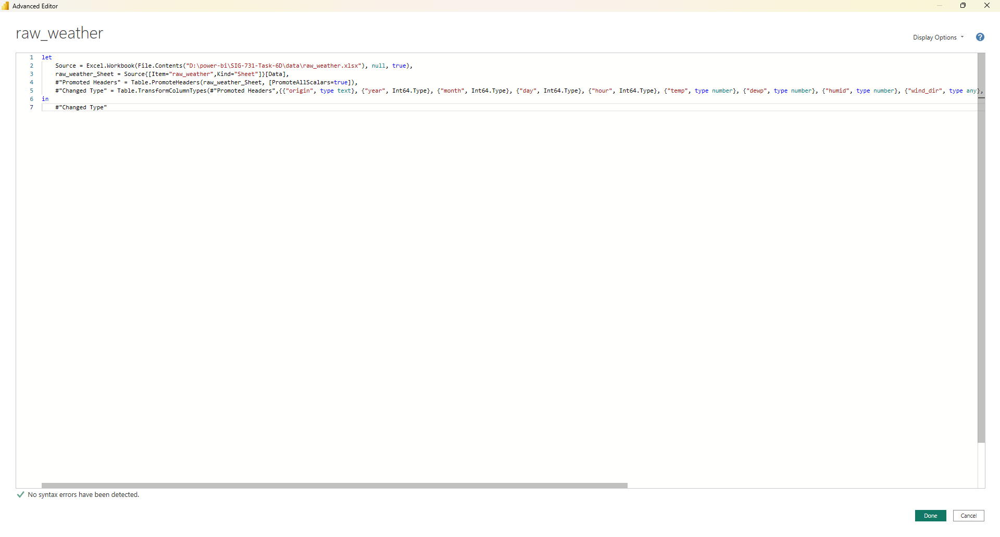 Advanced Editor
raw_weather
Display Options
?
1 let
2 Source = Excel.Workbook(File.Contents("D:\power-bi\SIG-731-Task-6D\data\raw_weather.xlsx"), null, true),
3 raw_weather_Sheet = Source{[Item="raw_weather",Kind="Sheet"]}[Data],
4 #"Promoted Headers" = Table.PromoteHeaders(raw_weather_Sheet, [PromoteAllScalars=true]),
5 #"Changed Type" = Table.TransformColumnTypes(#"Promoted Headers",{{"origin", type text}, {"year", Int64.Type}, {"month", Int64.Type}, {"day", Int64.Type}, {"hour", Int64.Type}, {"temp", type number}, {"dewp", type number}, {"humid", type number}, {"wind_dir", type any},
6 in
7 #"Changed Type"
No syntax errors have been detected.
Done
Cancel